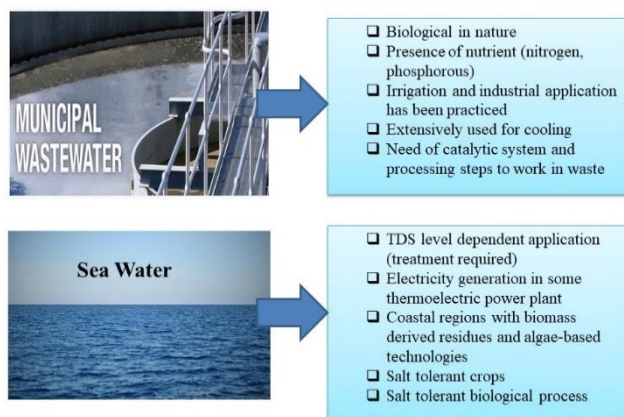 MUNICIPAL
WASTEWATER
❑ Biological in nature
❑ Presence of nutrient (nitrogen,
phosphorous)
❑ Irrigation and industrial application
has been practiced
❑ Extensively used for cooling
❑ Need of catalytic system and
processing steps to work in waste
Sea Water
❑ TDS level dependent application
(treatment required)
❑ Electricity generation in some
thermoelectric power plant
❑ Coastal regions with biomass
derived residues and algae-based
technologies
❑ Salt tolerant crops
❑ Salt tolerant biological process